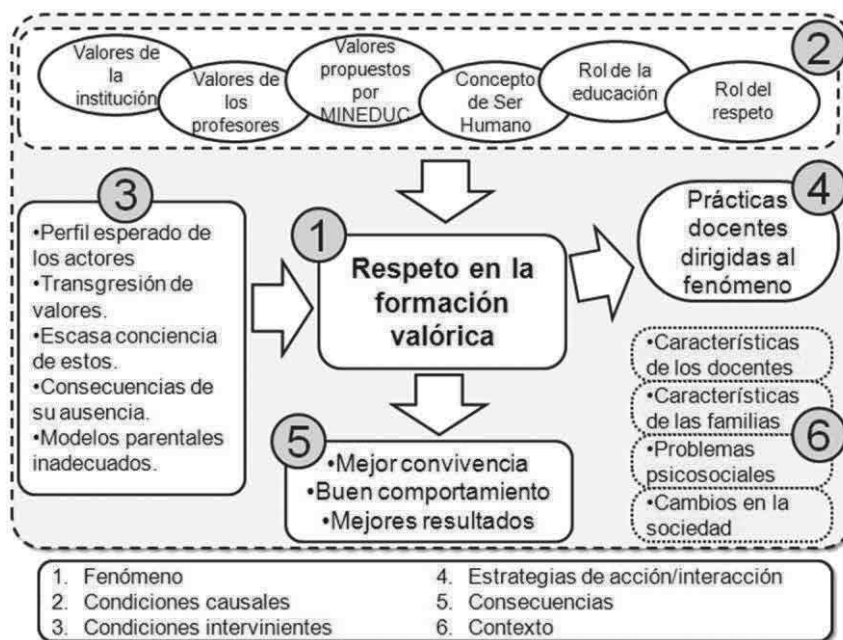 Valores de
la
institución
Valores de
los
profesores
Valores
propuestos
por
MINEDUC
Concepto
de Ser
Humano
Rol de la
educación
Rol del
respeto
2
3
•Perfil esperado de
los actores
•Transgresión de
valores.
•Escasa conciencia
de estos.
•Consecuencias de
su ausencia.
•Modelos parentales
inadecuados.
1
Respeto en la
formación
valórica
4
Prácticas
docentes
dirigidas al
fenómeno
5
•Mejor convivencia
•Buen comportamiento
•Mejores resultados
6
•Características
de los docentes
•Características
de las familias
•Problemas
psicosociales
•Cambios en la
sociedad
1. Fenómeno
2. Condiciones causales
3. Condiciones intervinientes
4. Estrategias de acción/interacción
5. Consecuencias
6. Contexto